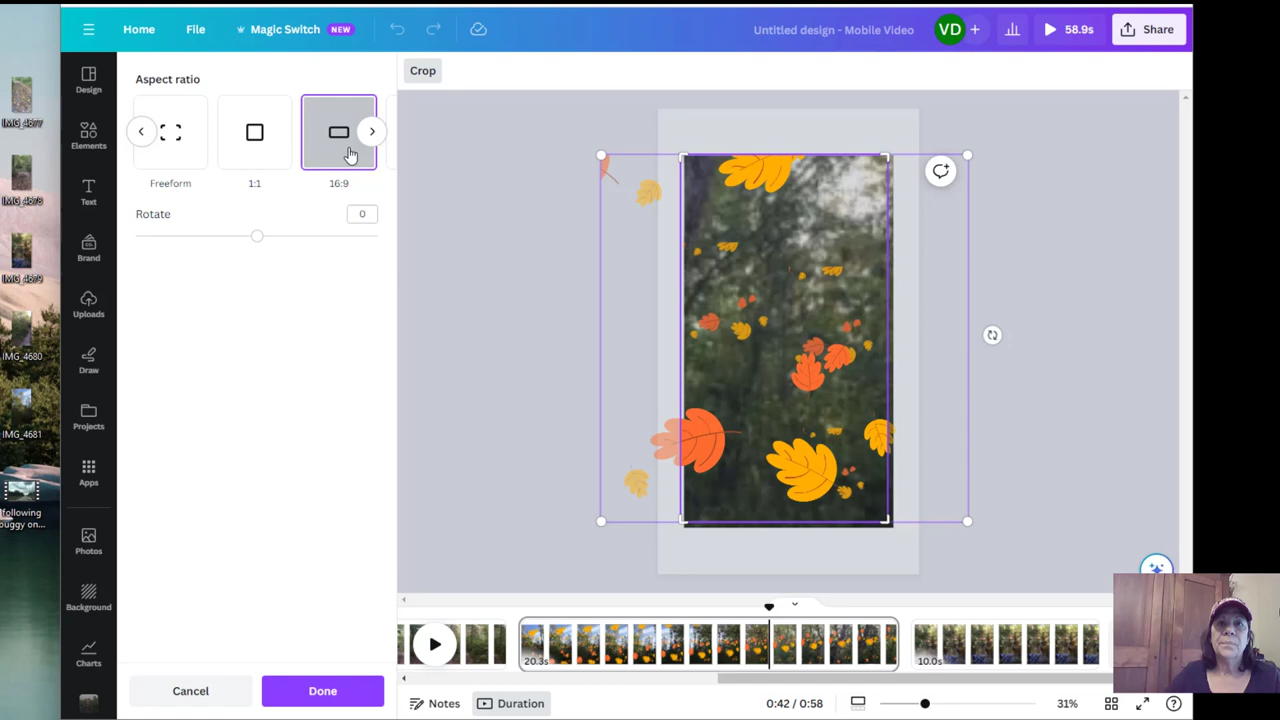 Home File Magic Switch NEW Untitled design - Mobile Video VD 58.9s Share
Crop
Design
Elements
Text
Brand
Uploads
Draw
Projects
Apps
Photos
Background
Charts
Aspect ratio
Freeform 1:1 16:9
Rotate 0
Cancel Done
20.3s 10.0s
Notes Duration 0:42 / 0:58 31%
IMG_4677
IMG_4678
IMG_4679
IMG_4680
IMG_4681
following
buggy on...